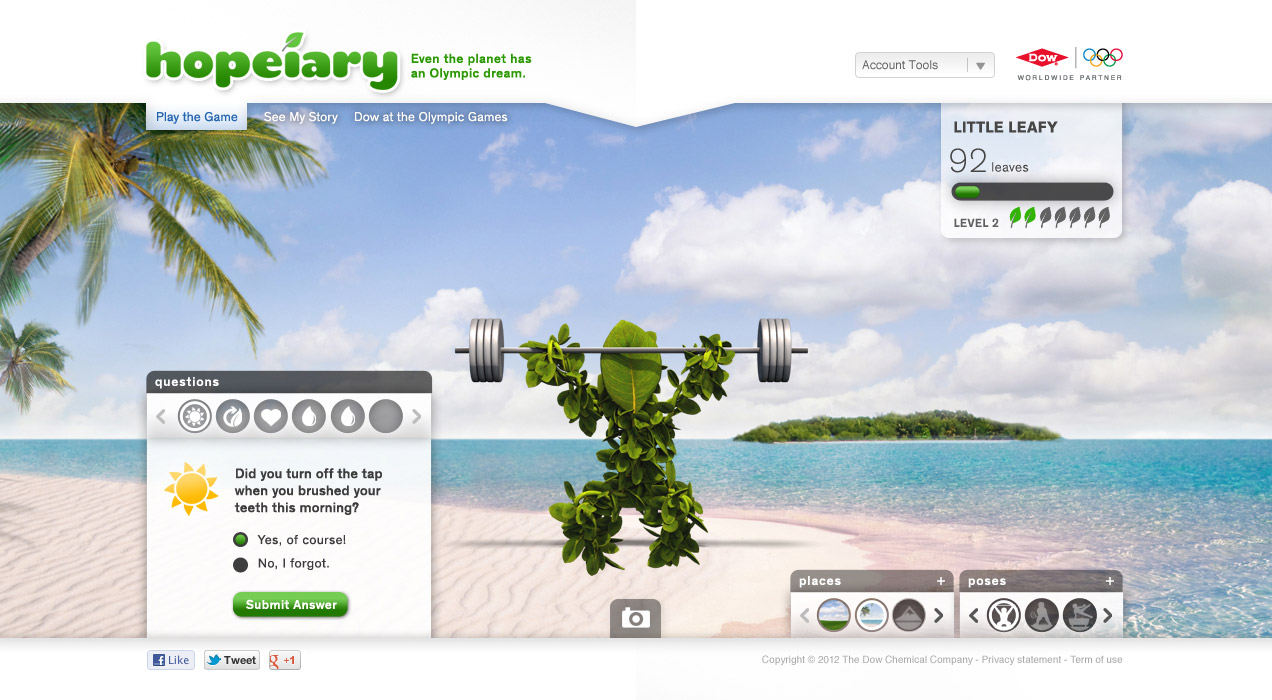 hopeiary
Even the planet has
an Olympic dream.
Account Tools
DOW
WORLDWIDE PARTNER
Play the Game
See My Story
Dow at the Olympic Games
LITTLE LEAFY
92 leaves
LEVEL 2
questions
Did you turn off the tap
when you brushed your
teeth this morning?
Yes, of course!
No, I forgot.
Submit Answer
places +
poses +
Like
Tweet
g +1
Copyright © 2012 The Dow Chemical Company - Privacy statement - Term of use